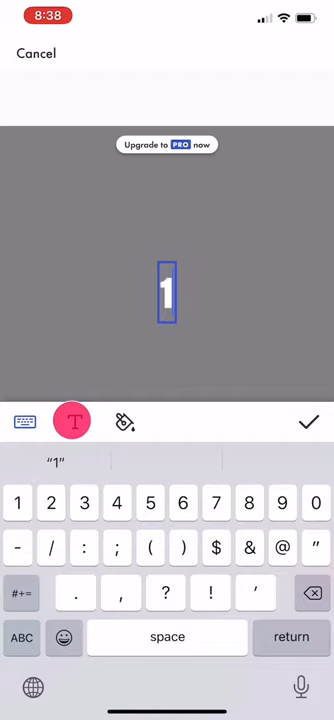 8:38
Cancel
Upgrade to PRO now
1
T
“1”
1 2 3 4 5 6 7 8 9 0
- / : ; ( ) $ & @ ”
#+= . , ? ! ’
ABC space return